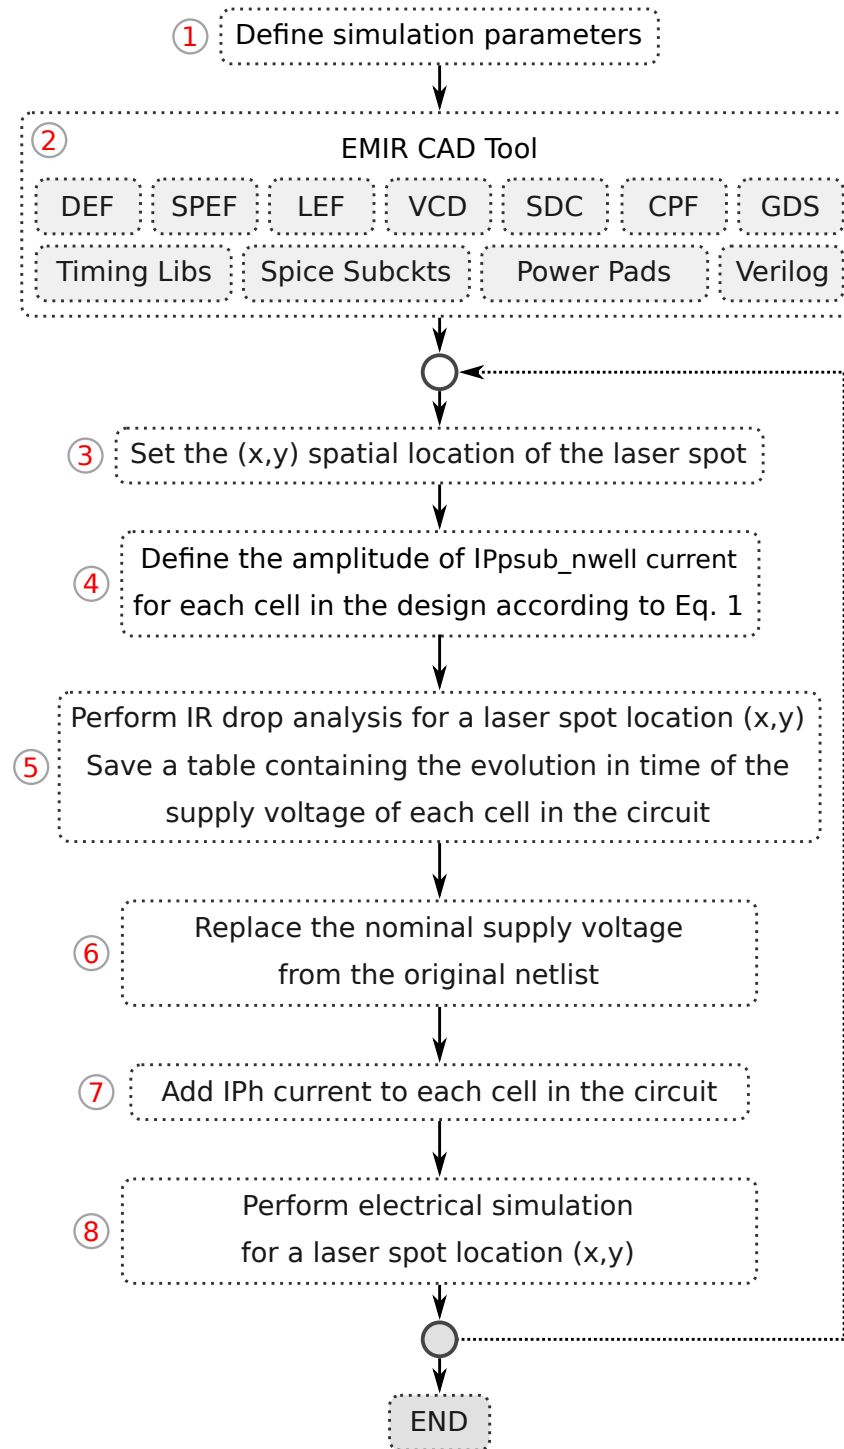 1 Define simulation parameters
2
EMIR CAD Tool
DEF SPEF LEF VCD SDC CPF GDS
Timing Libs Spice Subckts Power Pads Verilog
3 Set the (x,y) spatial location of the laser spot
Define the amplitude of IPpsub_nwell current
4
for each cell in the design according to Eq. 1
Perform IR drop analysis for a laser spot location (x,y)
5 Save a table containing the evolution in time of the
supply voltage of each cell in the circuit
Replace the nominal supply voltage
6
from the original netlist
7 Add IPh current to each cell in the circuit
Perform electrical simulation
8
for a laser spot location (x,y)
END